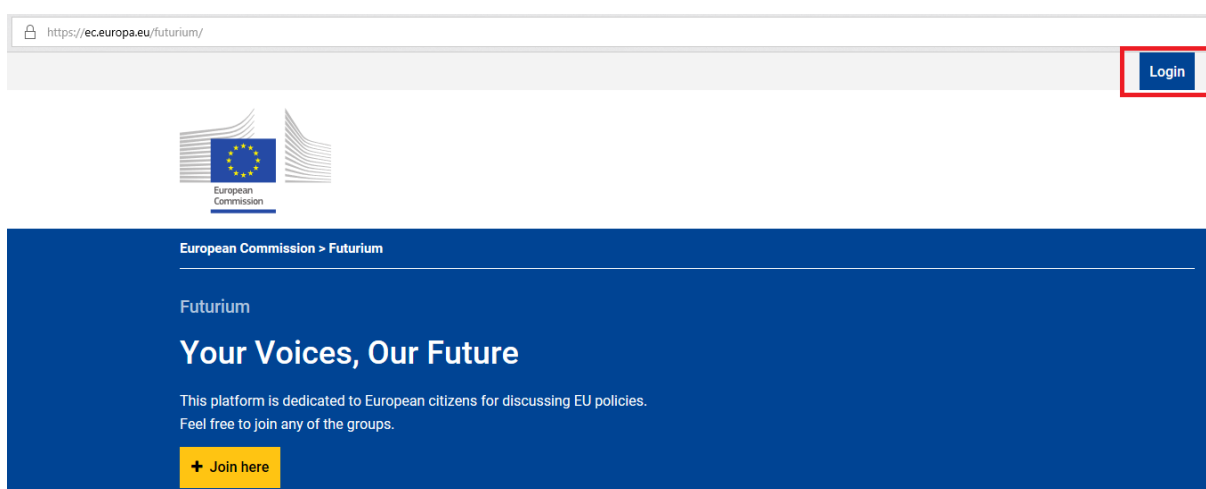 https://ec.europa.eu/futurium/
Login
European
Commission
European Commission > Futurium
Futurium
Your Voices, Our Future
This platform is dedicated to European citizens for discussing EU policies.
Feel free to join any of the groups.
+ Join here